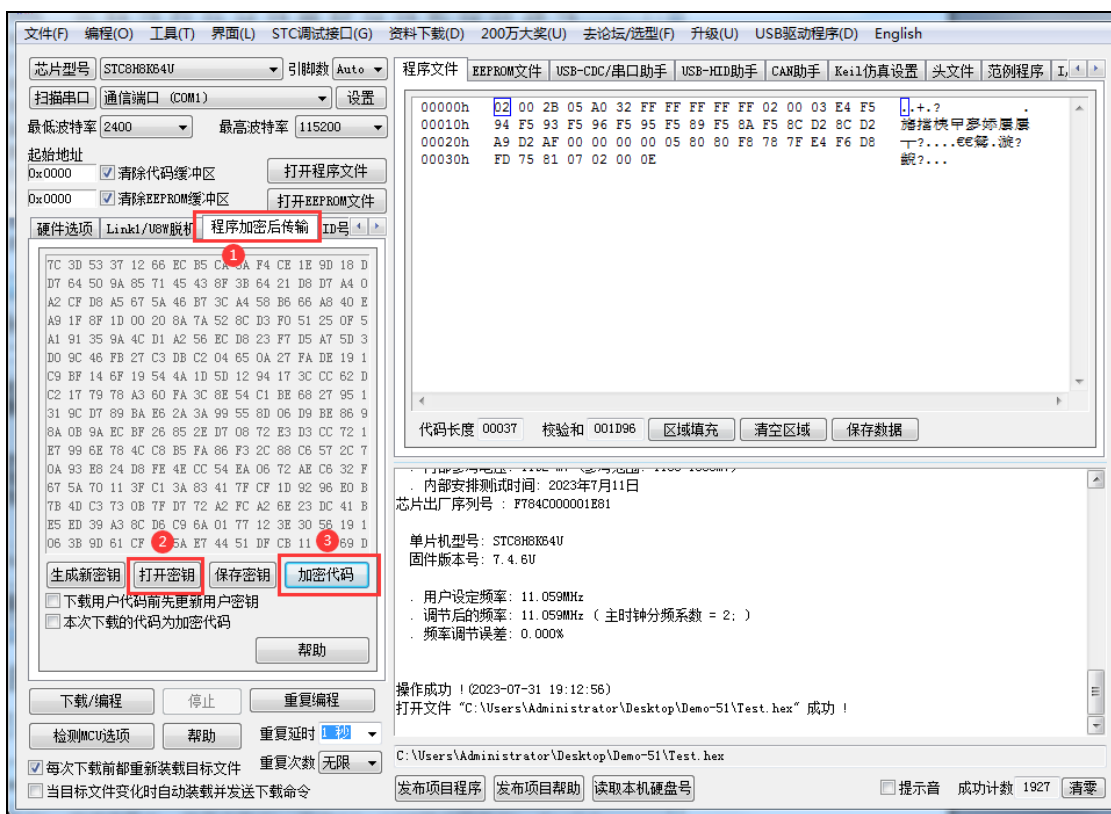 文件(F) 编程(O) 工具(T) 界面(L) STC调试接口(G) 资料下载(D) 200万大奖(U) 去论坛/选型(F) 升级(U) USB驱动程序(D) English
芯片型号 STC8H8K64U 引脚数 Auto
扫描串口 通信端口 (COM1) 设置
最低波特率 2400 最高波特率 115200
起始地址
0x0000 清除代码缓冲区 打开程序文件
0x0000 清除EEPROM缓冲区 打开EEPROM文件
硬件选项 Link1/U8W脱机 程序加密后传输 ID号
1
7C 3D 53 37 12 66 EC B5 CA 8A F4 CE 1E 9D 18 D
D7 64 50 9A 85 71 45 43 8F 3B 64 21 D8 D7 A4 0
A2 CF D8 A5 67 5A 46 B7 3C A4 58 B6 66 A8 40 E
A9 1F 8F 1D 00 20 8A 7A 52 8C D3 F0 51 25 0F 5
A1 91 35 9A 4C D1 A2 56 EC D8 23 F7 D5 A7 5D 3
D0 9C 46 FB 27 C3 DB C2 04 65 0A 27 FA DE 19 1
C9 BF 14 6F 19 54 4A 1D 5D 12 94 17 3C CC 62 D
C2 17 79 78 A3 60 FA 3C 8E 54 C1 BE 68 27 95 1
31 9C D7 89 BA E6 2A 3A 99 55 8D 06 D9 BE 86 9
8A 0B 9A EC BF 26 85 2E D7 08 72 E3 D3 CC 72 1
E7 99 6E 78 4C C8 B5 FA 86 F3 2C 88 C6 57 2C 7
0A 93 E8 24 D8 FE 4E CC 54 EA 06 72 AE C6 32 F
67 5A 70 11 3F C1 3A 83 41 7F CF 1D 92 96 E0 B
7B 4D C3 73 0B 7F D7 72 A2 FC A2 6E 23 DC 41 B
E5 ED 39 A3 8C D6 C9 6A 01 77 12 3E 30 56 19 1
06 3B 9D 61 CF 5A E7 44 51 DF CB 11 69 D
2 3
生成新密钥 打开密钥 保存密钥 加密代码
下载用户代码前先更新用户密钥
本次下载的代码为加密代码
帮助
下载/编程 停止 重复编程
检测MCU选项 帮助 重复延时 1 秒
每次下载前都重新装载目标文件 重复次数 无限
当目标文件变化时自动装载并发送下载命令
程序文件 EEPROM文件 USB-CDC/串口助手 USB-HID助手 CAN助手 Keil仿真设置 头文件 范例程序 I/
00000h 02 00 2B 05 A0 32 FF FF FF FF FF 02 00 03 E4 F5 ..+.? .
00010h 94 F5 93 F5 96 F5 95 F5 89 F5 8A F5 8C D2 8C D2
00020h A9 D2 AF 00 00 00 00 05 80 80 F8 78 7F E4 F6 D8
00030h FD 75 81 07 02 00 0E
代码长度 00037 校验和 001D96 区域填充 清空区域 保存数据
. 内部安排测试时间: 2023年7月11日
芯片出厂序列号 : F784C000001E81
单片机型号: STC8H8K64U
固件版本号: 7.4.6U
. 用户设定频率: 11.059MHz
. 调节后的频率: 11.059MHz ( 主时钟分频系数 = 2; )
. 频率调节误差: 0.000%
操作成功 !(2023-07-31 19:12:56)
打开文件 "C:\Users\Administrator\Desktop\Demo-51\Test.hex" 成功 !
C:\Users\Administrator\Desktop\Demo-51\Test.hex
发布项目程序 发布项目帮助 读取本机硬盘号 提示音 成功计数 1927 清零